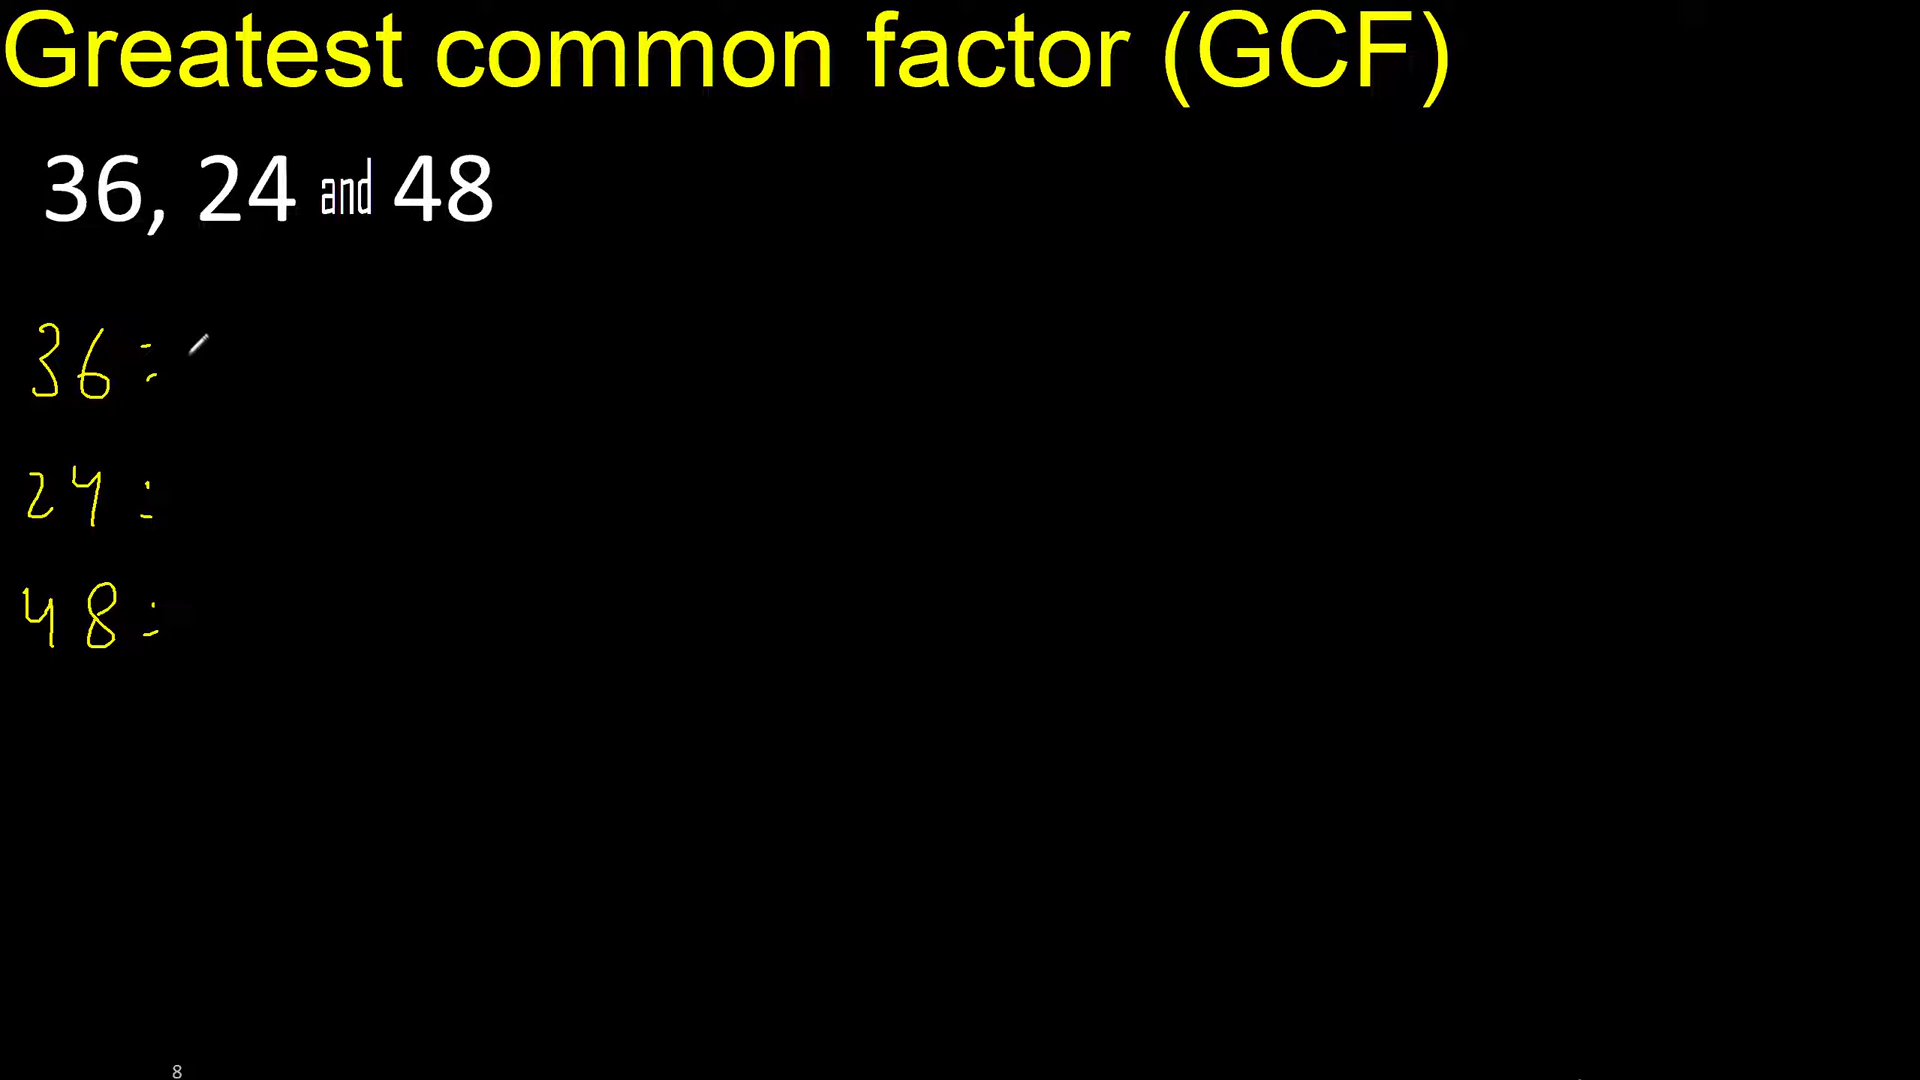 Greatest common factor (GCF)
36, 24 and 48
36=
24=
48=
8